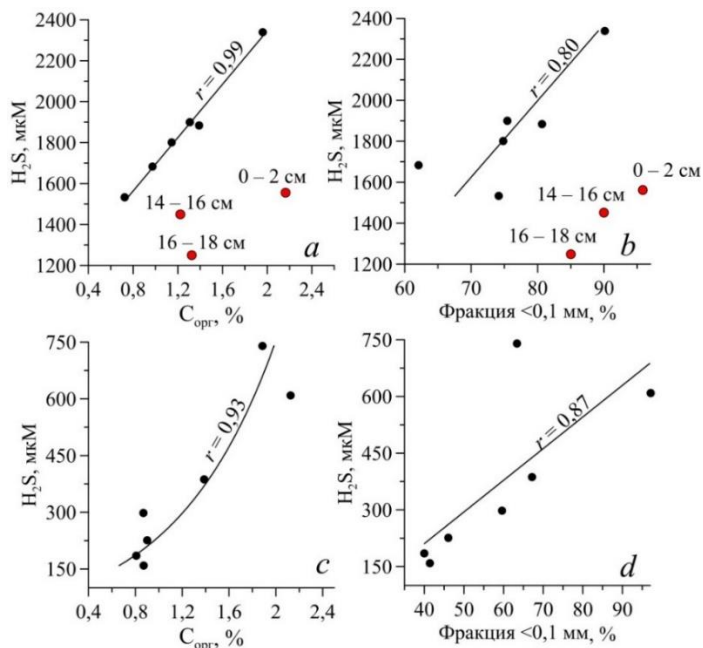 2400
2200
2000
1800
1600
1400
1200
H₂S, мкМ
r = 0,99
0 – 2 см
14 – 16 см
16 – 18 см
a
0,4 0,8 1,2 1,6 2 2,4
Cорг, %
2400
2200
2000
1800
1600
1400
1200
H₂S, мкМ
r = 0,80
0 – 2 см
14 – 16 см
16 – 18 см
b
60 70 80 90
Фракция <0,1 мм, %
750
600
450
300
150
H₂S, мкМ
r = 0,93
c
0,4 0,8 1,2 1,6 2 2,4
Cорг, %
750
600
450
300
150
H₂S, мкМ
r = 0,87
d
40 50 60 70 80 90
Фракция <0,1 мм, %